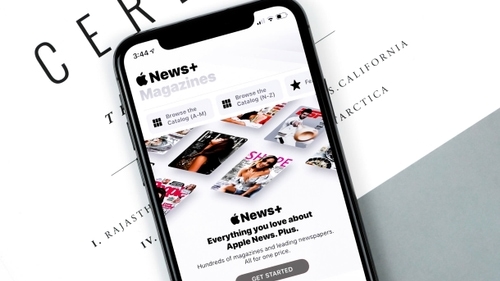 CER
3:44
News+
Magazines
Browse the
Catalog (A-M)
Browse the
Catalog (N-Z)
S.CALIFORNIA
ARCTICA
SHAPE
News+
Everything you love about
Apple News. Plus.
Hundreds of magazines and leading newspapers.
All for one price.
GET STARTED
I. RAJASTH
IV.